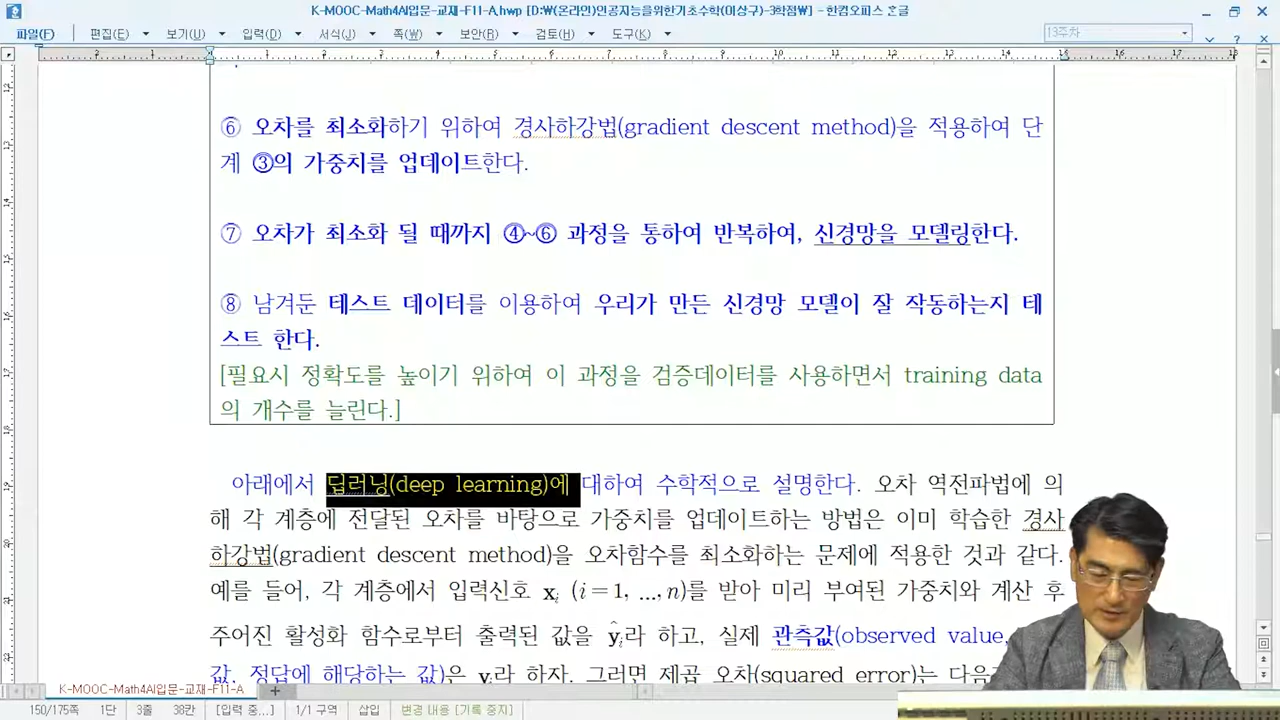 K-MOOC-Math4AI입문-교재-F11-A.hwp [D:\(온라인)인공지능을위한기초수학(이상구)-3학점\] - 한컴오피스 한글
파일(F) 편집(E) 보기(U) 입력(D) 서식(J) 쪽(W) 보안(B) 검토(H) 도구(K) 13주차
⑥ 오차를 최소화하기 위하여 경사하강법(gradient descent method)을 적용하여 단
계 ③의 가중치를 업데이트한다.
⑦ 오차가 최소화 될 때까지 ④~⑥ 과정을 통하여 반복하여, 신경망을 모델링한다.
⑧ 남겨둔 테스트 데이터를 이용하여 우리가 만든 신경망 모델이 잘 작동하는지 테
스트 한다.
[필요시 정확도를 높이기 위하여 이 과정을 검증데이터를 사용하면서 training data
의 개수를 늘린다.]
아래에서 딥러닝(deep learning)에 대하여 수학적으로 설명한다. 오차 역전파법에 의
해 각 계층에 전달된 오차를 바탕으로 가중치를 업데이트하는 방법은 이미 학습한 경사
하강법(gradient descent method)을 오차함수를 최소화하는 문제에 적용한 것과 같다.
예를 들어, 각 계층에서 입력신호 xᵢ (i=1, ..., n)를 받아 미리 부여된 가중치와 계산 후
주어진 활성화 함수로부터 출력된 값을 ŷᵢ라 하고, 실제 관측값(observed value,
값, 정답에 해당하는 값)은 yᵢ라 하자. 그러면 제곱 오차(squared error)는 다음
K-MOOC-Math4AI입문-교재-F11-A
150/175쪽 1단 3줄 38칸 [입력 중...] 1/1 구역 삽입 변경 내용 [기록 중지]